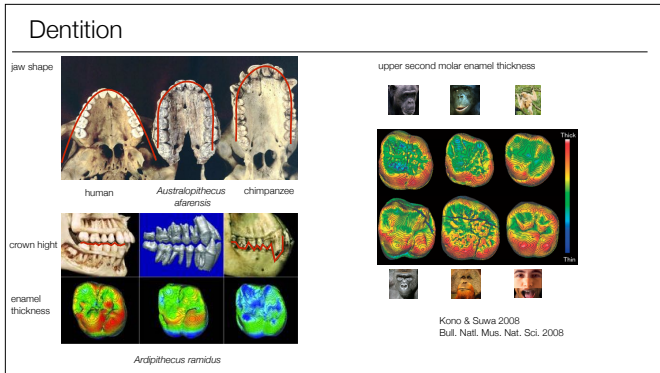 Dentition
jaw shape
human
Australopithecus
afarensis
chimpanzee
crown hight
enamel
thickness
Ardipithecus ramidus
upper second molar enamel thickness
Thick
Thin
Kono & Suwa 2008
Bull. Natl. Mus. Nat. Sci. 2008